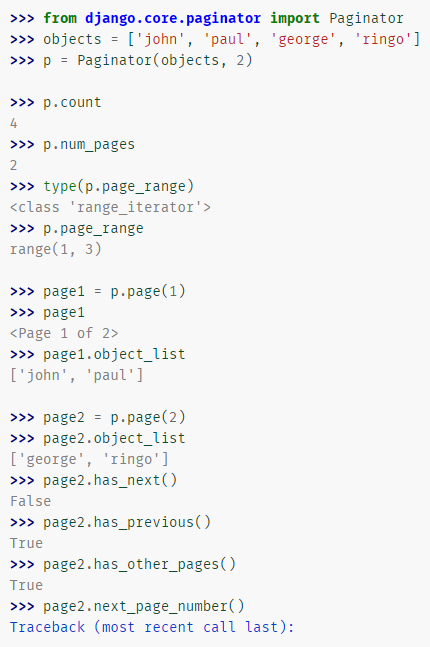 >>> from django.core.paginator import Paginator
>>> objects = ['john', 'paul', 'george', 'ringo']
>>> p = Paginator(objects, 2)
>>> p.count
4
>>> p.num_pages
2
>>> type(p.page_range)
<class 'range_iterator'>
>>> p.page_range
range(1, 3)
>>> page1 = p.page(1)
>>> page1
<Page 1 of 2>
>>> page1.object_list
['john', 'paul']
>>> page2 = p.page(2)
>>> page2.object_list
['george', 'ringo']
>>> page2.has_next()
False
>>> page2.has_previous()
True
>>> page2.has_other_pages()
True
>>> page2.next_page_number()
Traceback (most recent call last):